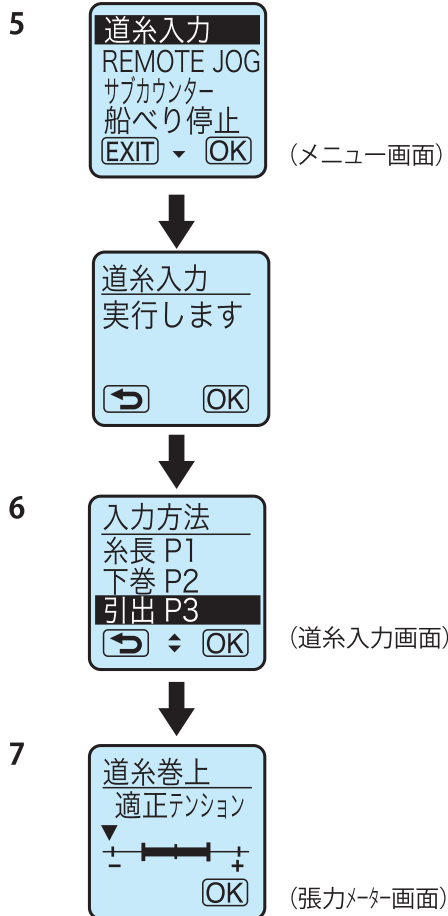 5
道糸入力
REMOTE JOG
サブカウンター
船べり停止
EXIT OK
(メニュー画面)
道糸入力
実行します
OK
6
入力方法
糸長 P1
下巻 P2
引出 P3
OK
(道糸入力画面)
7
道糸巻上
適正テンション
- +
OK
(張力メーター画面)